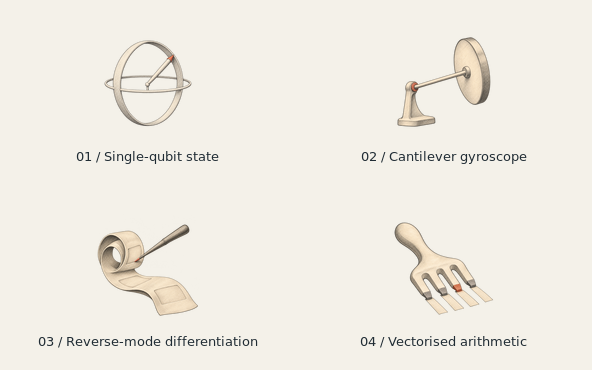 01 / Single-qubit state
02 / Cantilever gyroscope
03 / Reverse-mode differentiation
04 / Vectorised arithmetic